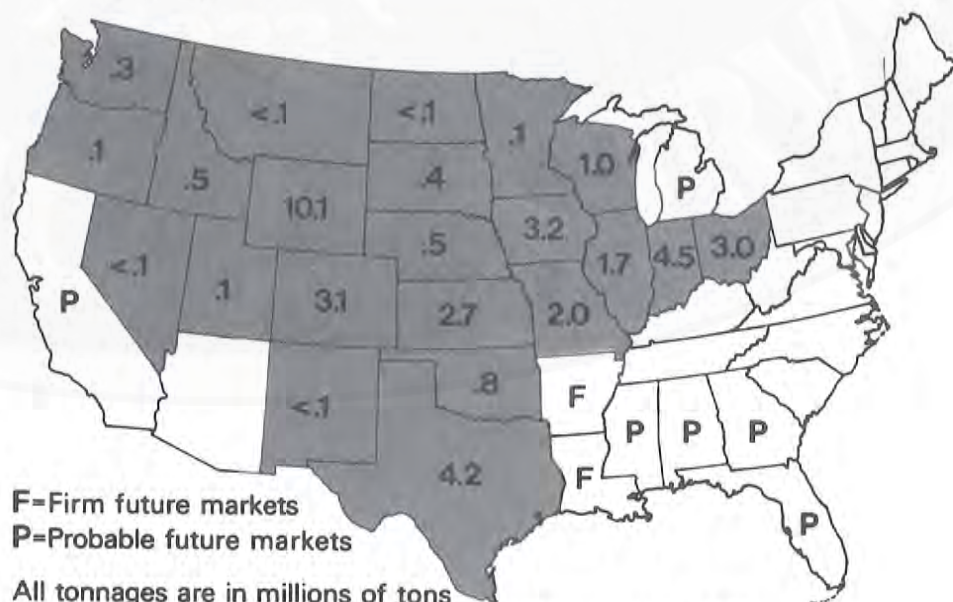 .3
<.1
<.1
.1
.1
.5
10.1
.4
1.0
P
<.1
.1
3.1
.5
3.2
1.7
4.5
3.0
P
2.7
2.0
<.1
.8
F
P
P
P
4.2
F
P
F=Firm future markets
P=Probable future markets
All tonnages are in millions of tons